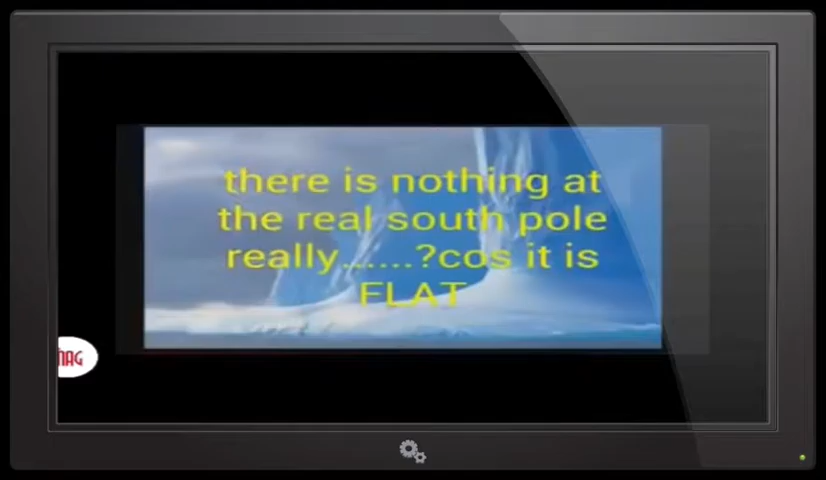 there is nothing at
the real south pole
really......?cos it is
FLAT